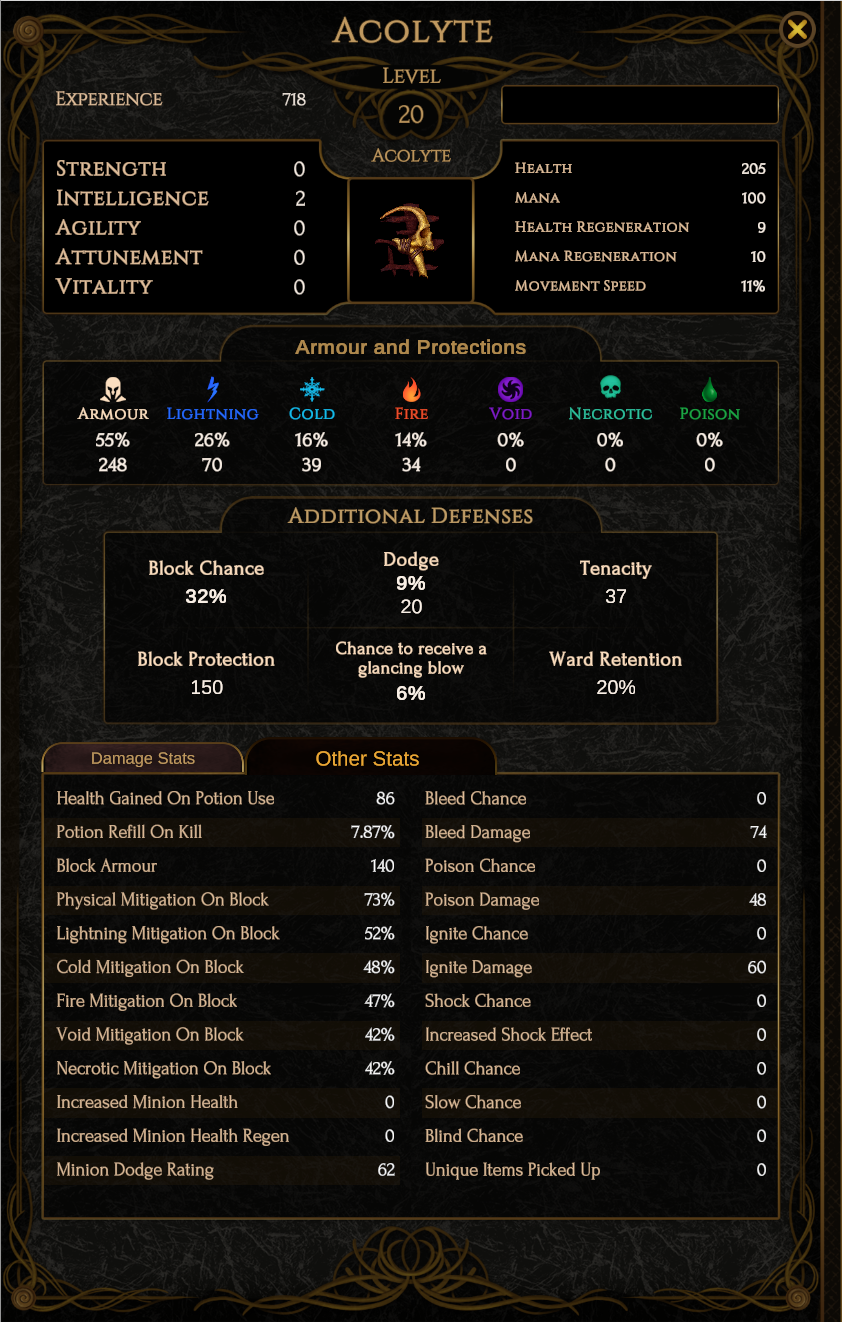 Acolyte
Level
Experience 718
20
Acolyte
Strength 0
Intelligence 2
Agility 0
Attunement 0
Vitality 0
Health 205
Mana 100
Health Regeneration 9
Mana Regeneration 10
Movement Speed 11%
Armour and Protections
Armour Lightning Cold Fire Void Necrotic Poison
55% 26% 16% 14% 0% 0% 0%
248 70 39 34 0 0 0
Additional Defenses
Block Chance
32%
Dodge
9%
20
Tenacity
37
Block Protection
150
Chance to receive a
glancing blow
6%
Ward Retention
20%
Damage Stats Other Stats
Health Gained On Potion Use 86
Potion Refill On Kill 7.87%
Block Armour 140
Physical Mitigation On Block 73%
Lightning Mitigation On Block 52%
Cold Mitigation On Block 48%
Fire Mitigation On Block 47%
Void Mitigation On Block 42%
Necrotic Mitigation On Block 42%
Increased Minion Health 0
Increased Minion Health Regen 0
Minion Dodge Rating 62
Bleed Chance 0
Bleed Damage 74
Poison Chance 0
Poison Damage 48
Ignite Chance 0
Ignite Damage 60
Shock Chance 0
Increased Shock Effect 0
Chill Chance 0
Slow Chance 0
Blind Chance 0
Unique Items Picked Up 0